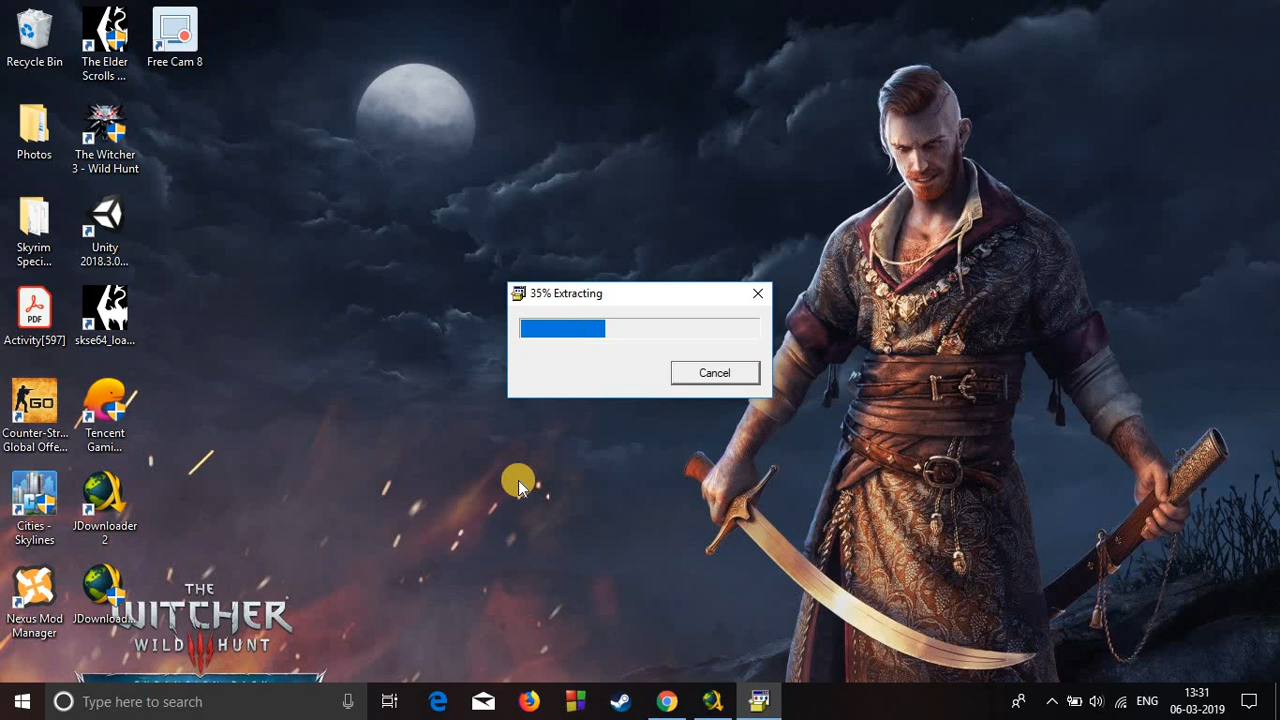 Recycle Bin
The Elder
Scrolls ...
Free Cam 8
Photos
The Witcher
3 - Wild Hunt
Skyrim
Speci...
Unity
2018.3.0...
PDF
Activity[597]
skse64_loa...
GO
Counter-Str...
Global Offe...
Tencent
Gami...
Cities -
Skylines
JDownloader
2
Nexus Mod
Manager
JDownload...
THE
WITCHER
WILD HUNT
35% Extracting
Cancel
Type here to search
ENG
13:31
06-03-2019